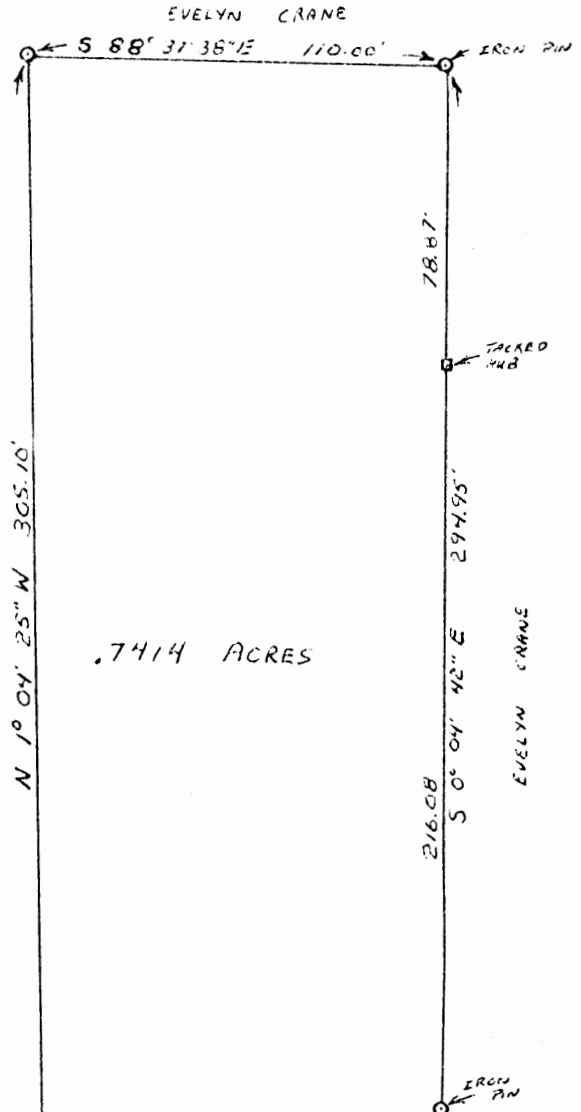 EVELYN CRANE
S 88° 37' 38" E 110.00'
IRON PIN
78.87'
TACKED
HUB
N 1° 04' 25" W 305.10'
294.95'
.7414 ACRES
S 0° 04' 42" E
EVELYN CRANE
216.08
IRON
PIN